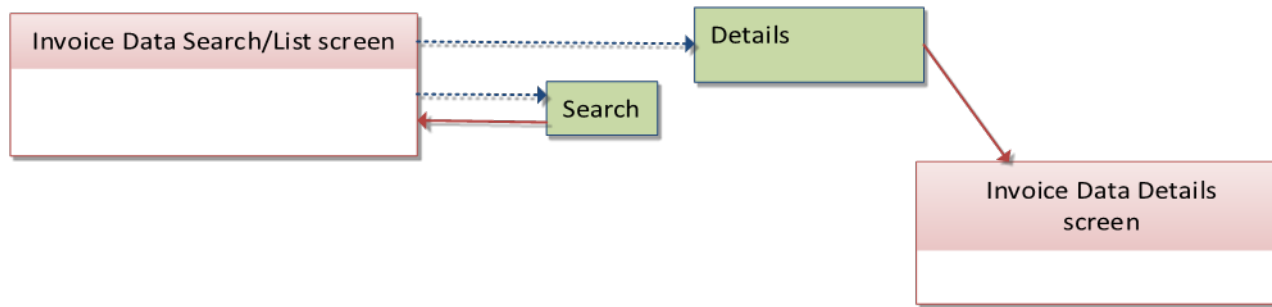 Invoice Data Search/List screen
Details
Search
Invoice Data Details
screen